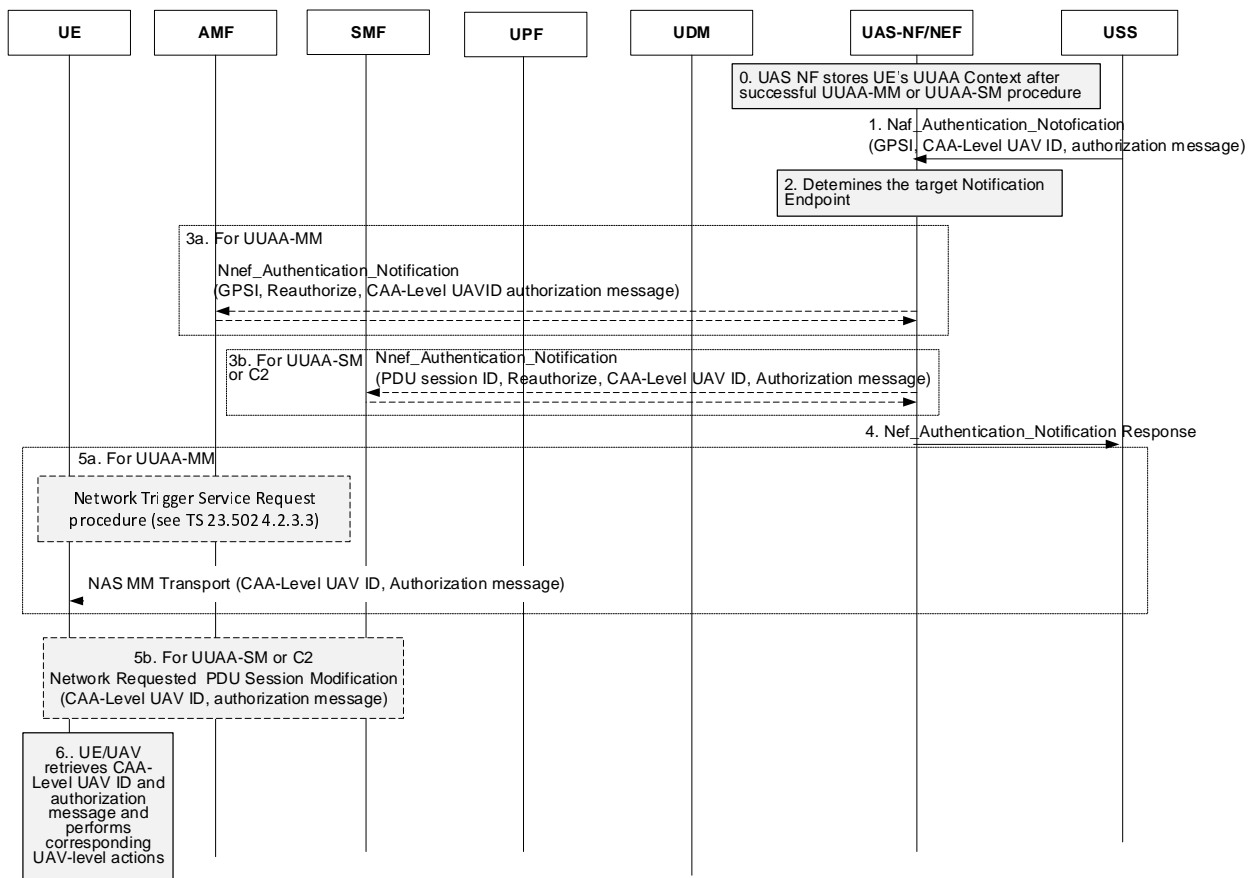 UE
AMF
SMF
UPF
UDM
UAS-NF/NEF
USS
0. UAS NF stores UE's UUAA Context after
successful UUAA-MM or UUAA-SM procedure
1. Naf_Authentication_Notofication
(GPSI, CAA-Level UAV ID, authorization message)
2. Detemines the target Notification
Endpoint
3a. For UUAA-MM
Nnef_Authentication_Notification
(GPSI, Reauthorize, CAA-Level UAVID authorization message)
3b. For UUAA-SM
or C2
Nnef_Authentication_Notification
(PDU session ID, Reauthorize, CAA-Level UAV ID, Authorization message)
4. Nef_Authentication_Notification Response
5a. For UUAA-MM
Network Trigger Service Request
procedure (see TS 23.502 4.2.3.3)
NAS MM Transport (CAA-Level UAV ID, Authorization message)
5b. For UUAA-SM or C2
Network Requested PDU Session Modification
(CAA-Level UAV ID, authorization message)
6.. UE/UAV
retrieves CAA-
Level UAV ID and
authorization
message and
performs
corresponding
UAV-level actions